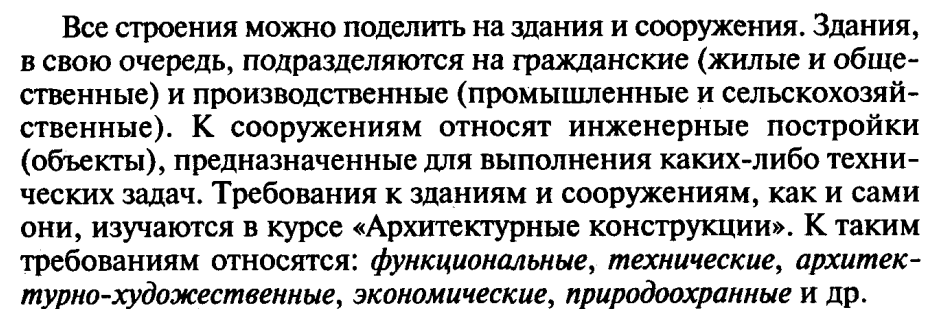 Все строения можно поделить на здания и сооружения. Здания,
в свою очередь, подразделяются на гражданские (жилые и обще-
ственные) и производственные (промышленные и сельскохозяй-
ственные). К сооружениям относят инженерные постройки
(объекты), предназначенные для выполнения каких-либо техни-
ческих задач. Требования к зданиям и сооружениям, как и сами
они, изучаются в курсе «Архитектурные конструкции». К таким
требованиям относятся: функциональные, технические, архитек-
турно-художественные, экономические, природоохранные и др.